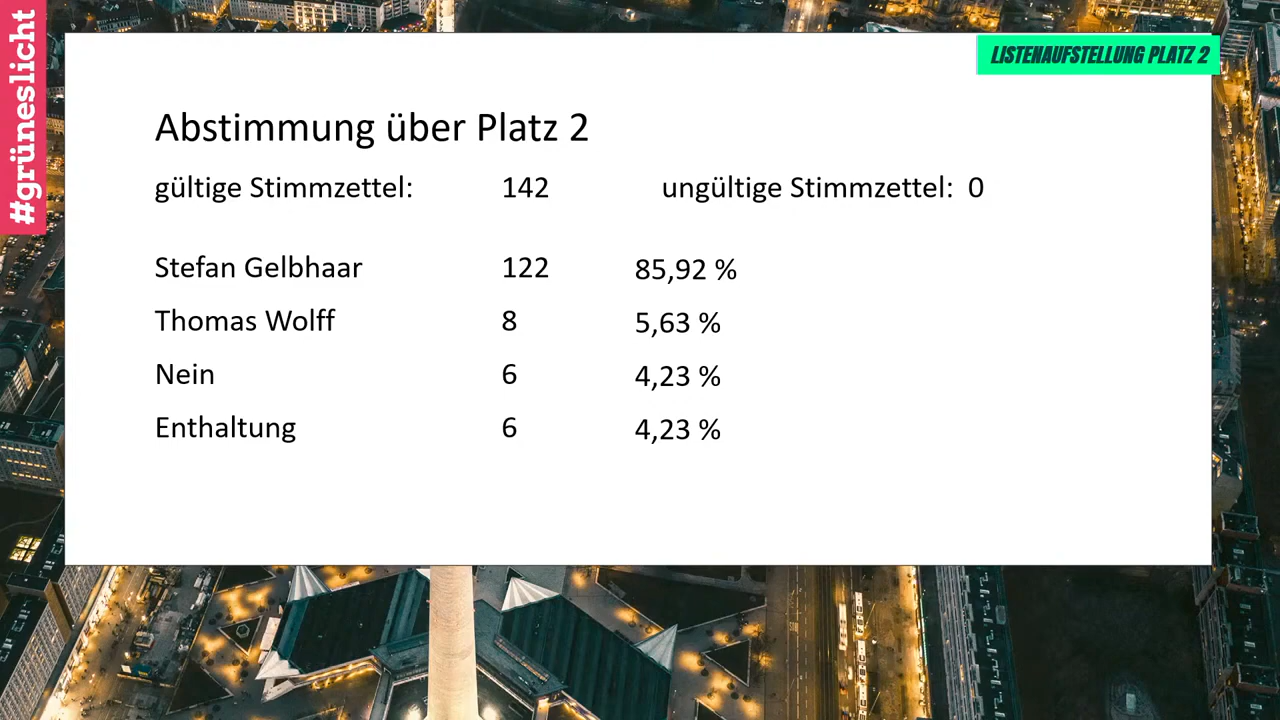 #grüneslicht
LISTENAUFSTELLUNG PLATZ 2
Abstimmung über Platz 2
gültige Stimmzettel: 142 ungültige Stimmzettel: 0
Stefan Gelbhaar 122 85,92 %
Thomas Wolff 8 5,63 %
Nein 6 4,23 %
Enthaltung 6 4,23 %